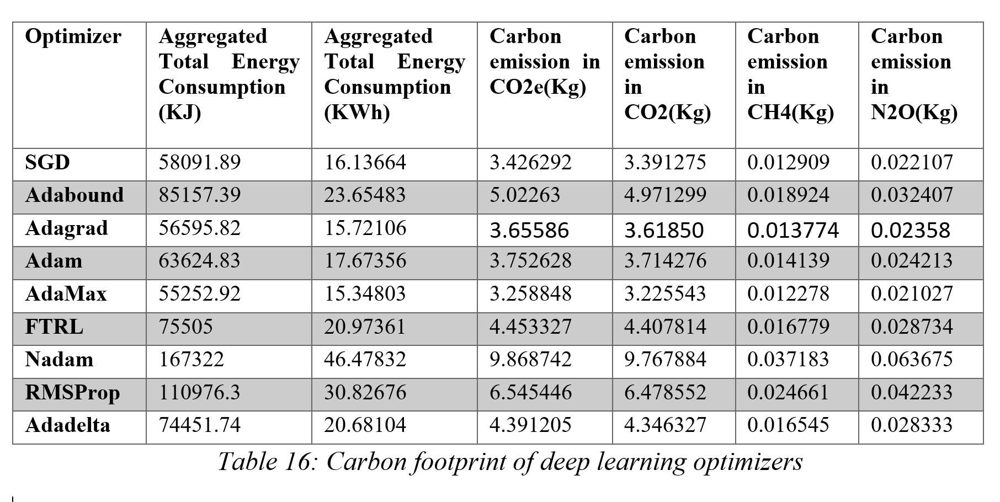 Optimizer Aggregated Total Energy Consumption (KJ) Aggregated Total Energy Consumption (KWh) Carbon emission in CO2e(Kg) Carbon emission in CO2(Kg) Carbon emission in CH4(Kg) Carbon emission in N2O(Kg)
SGD 58091.89 16.13664 3.426292 3.391275 0.012909 0.022107
Adabound 85157.39 23.65483 5.02263 4.971299 0.018924 0.032407
Adagrad 56595.82 15.72106 3.65586 3.61850 0.013774 0.02358
Adam 63624.83 17.67356 3.752628 3.714276 0.014139 0.024213
AdaMax 55252.92 15.34803 3.258848 3.225543 0.012278 0.021027
FTRL 75505 20.97361 4.453327 4.407814 0.016779 0.028734
Nadam 167322 46.47832 9.868742 9.767884 0.037183 0.063675
RMSProp 110976.3 30.82676 6.545446 6.478552 0.024661 0.042233
Adadelta 74451.74 20.68104 4.391205 4.346327 0.016545 0.028333
Table 16: Carbon footprint of deep learning optimizers